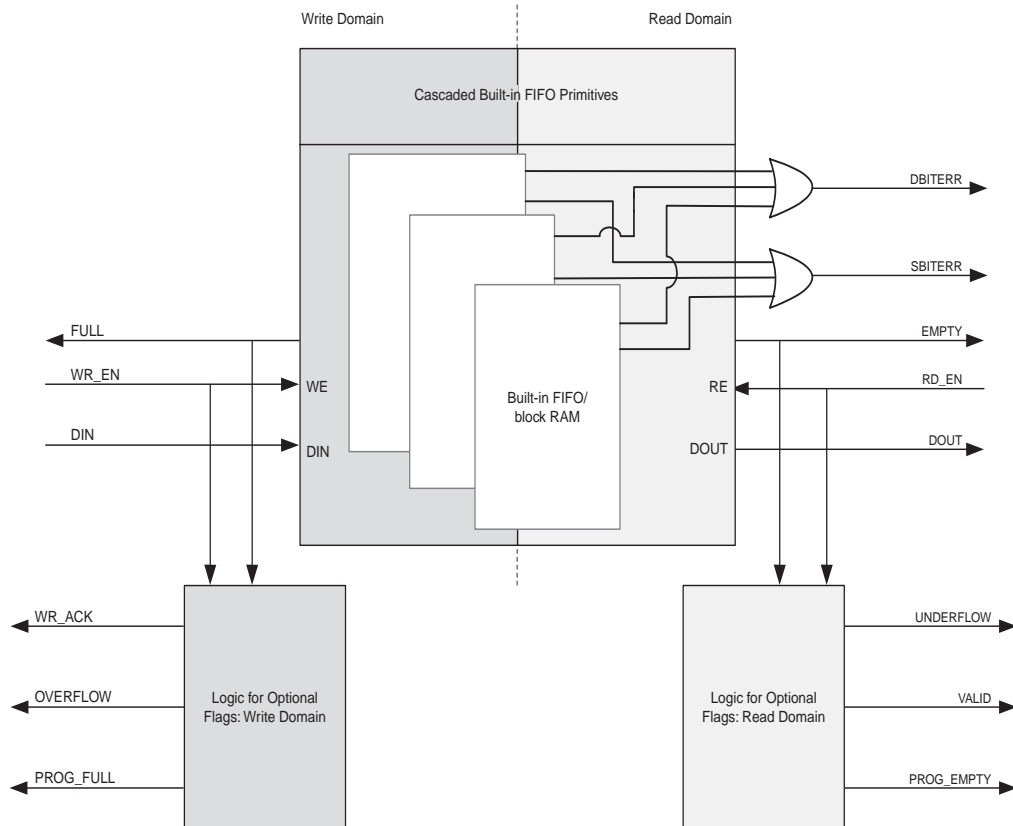 Write Domain
Read Domain
Cascaded Built-in FIFO Primitives
DBITERR
SBITERR
FULL
EMPTY
WR_EN
WE
RE
RD_EN
Built-in FIFO/
block RAM
DIN
DIN
DOUT
DOUT
WR_ACK
UNDERFLOW
OVERFLOW
Logic for Optional
Flags: Write Domain
Logic for Optional
Flags: Read Domain
VALID
PROG_FULL
PROG_EMPTY